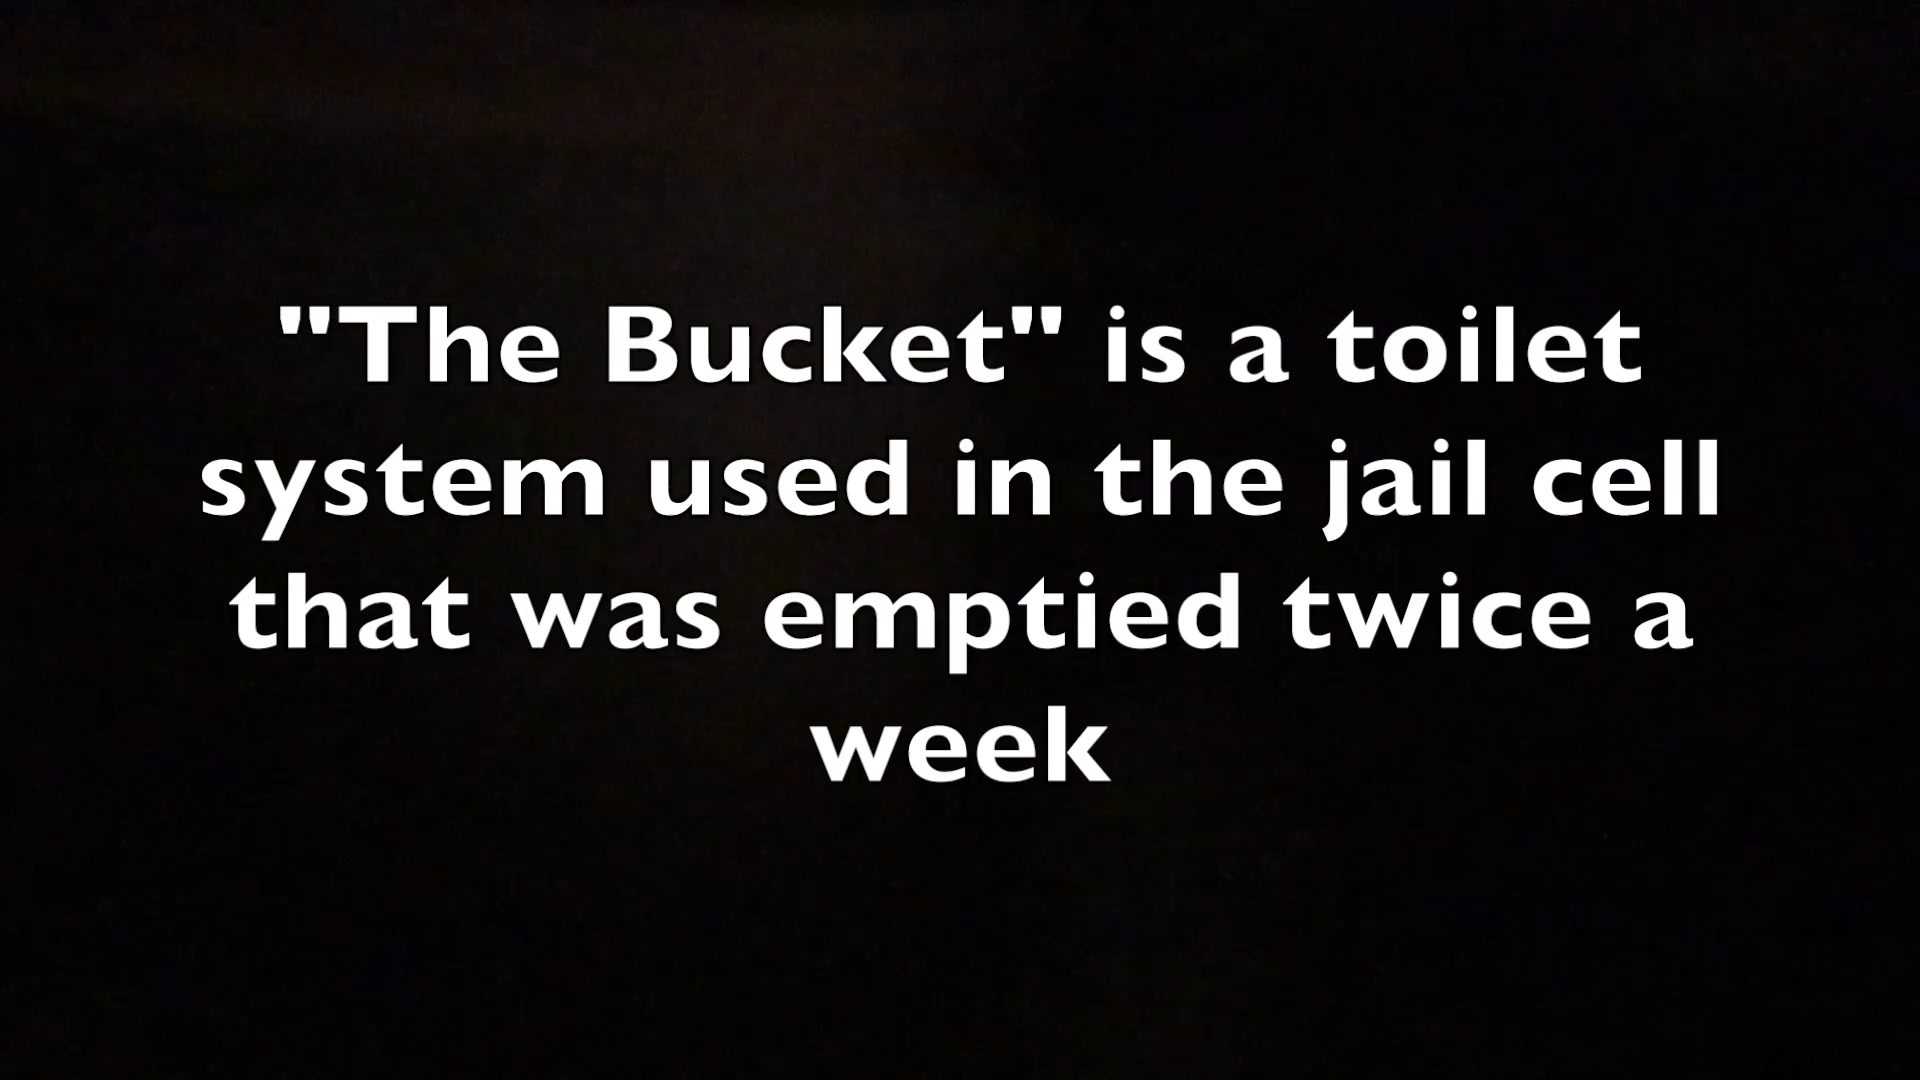 "The Bucket" is a toilet
system used in the jail cell
that was emptied twice a
week